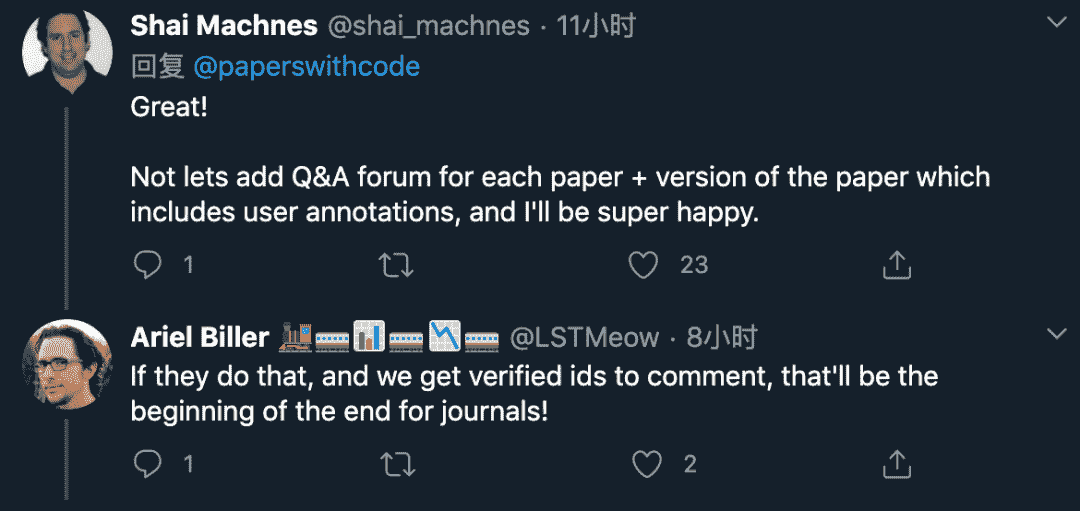 Shai Machnes @shai_machnes · 11小时
回复 @paperswithcode
Great!
Not lets add Q&A forum for each paper + version of the paper which
includes user annotations, and I'll be super happy.
1 23
Ariel Biller 🚂🚃📊🚃📉🚃 @LSTMeow · 8小时
If they do that, and we get verified ids to comment, that'll be the
beginning of the end for journals!
1 2